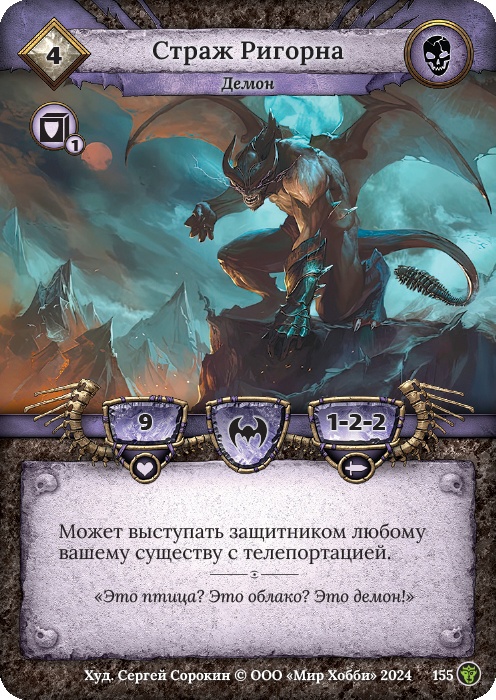 4
Страж Ригорна
Демон
1
9
1-2-2
Может выступать защитником любому
вашему существу с телепортацией.
«Это птица? Это облако? Это демон!»
Худ. Сергей Сорокин © ООО «Мир Хобби» 2024
155